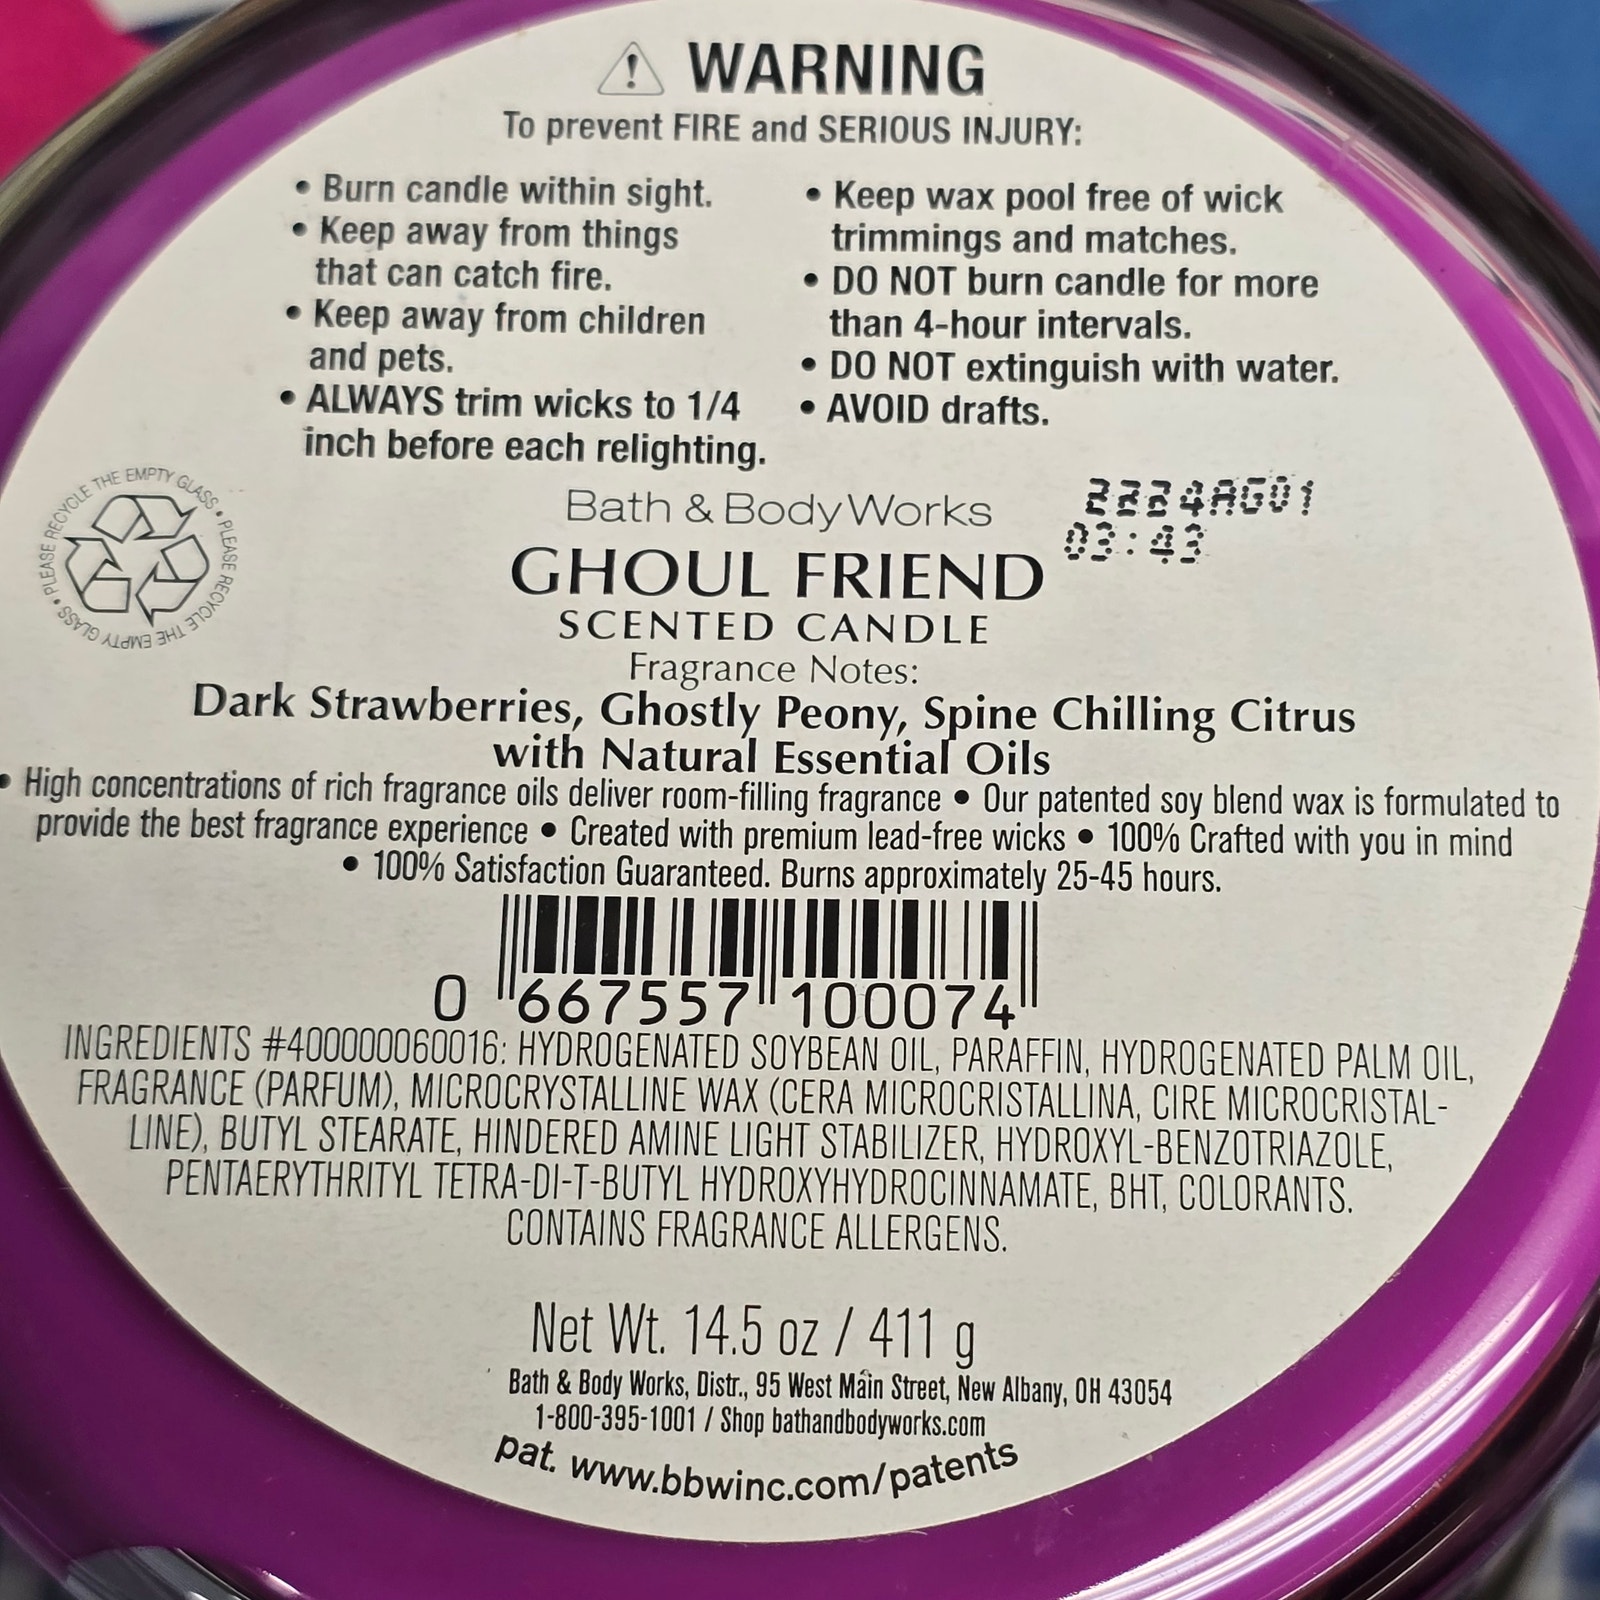 WARNING
To prevent FIRE and SERIOUS INJURY:
• Burn candle within sight.
• Keep away from things
that can catch fire.
• Keep away from children
and pets.
• ALWAYS trim wicks to 1/4
inch before each relighting.
• Keep wax pool free of wick
trimmings and matches.
• DO NOT burn candle for more
than 4-hour intervals.
• DO NOT extinguish with water.
• AVOID drafts.
PLEASE RECYCLE THE EMPTY GLASS • PLEASE RECYCLE THE EMPTY GLASS •
Bath & Body Works
2224AG01
03:43
GHOUL FRIEND
SCENTED CANDLE
Fragrance Notes:
Dark Strawberries, Ghostly Peony, Spine Chilling Citrus
with Natural Essential Oils
• High concentrations of rich fragrance oils deliver room-filling fragrance • Our patented soy blend wax is formulated to
provide the best fragrance experience • Created with premium lead-free wicks • 100% Crafted with you in mind
• 100% Satisfaction Guaranteed. Burns approximately 25-45 hours.
0 667557 100074
INGREDIENTS #400000060016: HYDROGENATED SOYBEAN OIL, PARAFFIN, HYDROGENATED PALM OIL,
FRAGRANCE (PARFUM), MICROCRYSTALLINE WAX (CERA MICROCRISTALLINA, CIRE MICROCRISTAL-
LINE), BUTYL STEARATE, HINDERED AMINE LIGHT STABILIZER, HYDROXYL-BENZOTRIAZOLE,
PENTAERYTHRITYL TETRA-DI-T-BUTYL HYDROXYHYDROCINNAMATE, BHT, COLORANTS.
CONTAINS FRAGRANCE ALLERGENS.
Net Wt. 14.5 oz / 411 g
Bath & Body Works, Distr., 95 West Main Street, New Albany, OH 43054
1-800-395-1001 / Shop bathandbodyworks.com
pat. www.bbwinc.com/patents